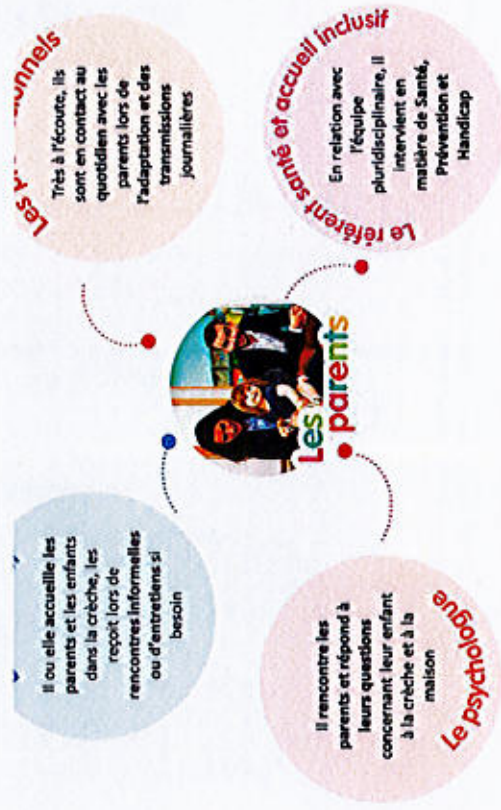 Il ou elle accueille les
parents et les enfants
dans la crèche, les
reçoit lors de
rencontres informelles
ou d'entretiens si
besoin
Les
Très à l'écoute, ils
sont en contact au
quotidien avec les
parents lors de
l'adaptation et des
transmissions
journalières
Les
parents
Il rencontre les
parents et répond à
leurs questions
concernant leur enfant
à la crèche et à la
maison
Le psychologue
Le référent santé et accueil inclusif
En relation avec
l'équipe
pluridisciplinaire, il
intervient en
matière de Santé,
Prévention et
Handicap